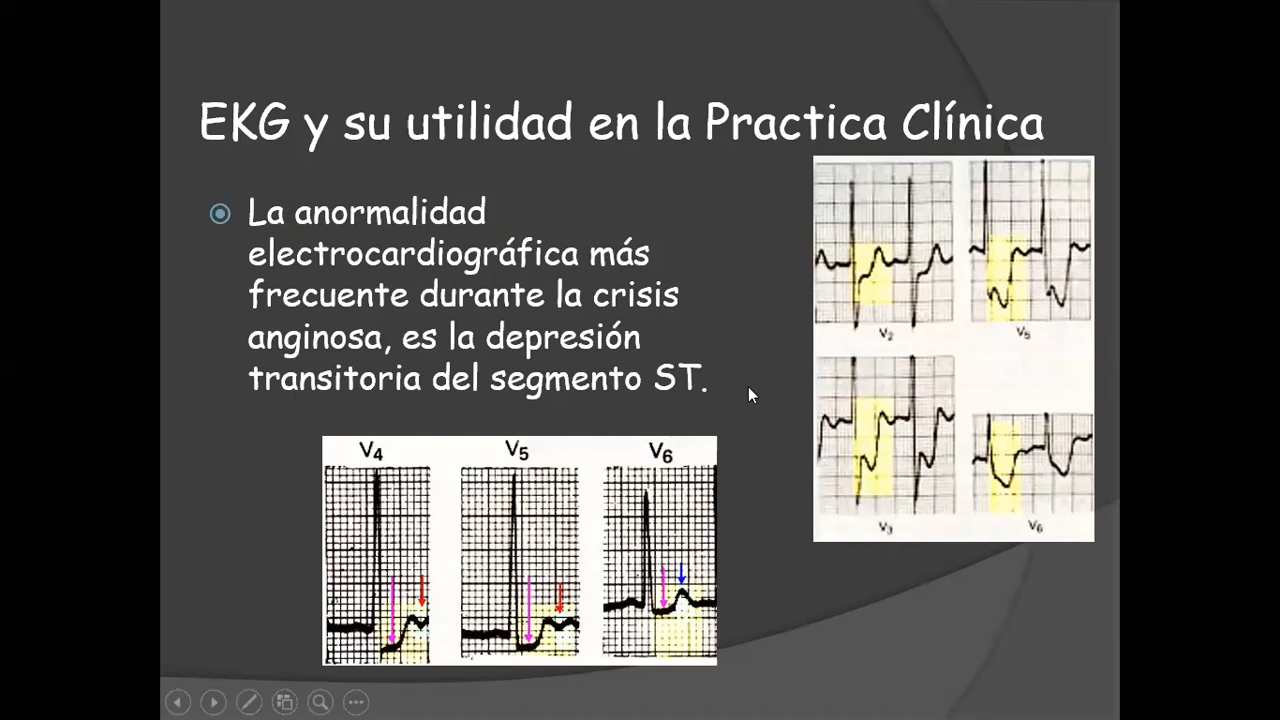 EKG y su utilidad en la Practica Clínica
La anormalidad
electrocardiográfica más
frecuente durante la crisis
anginosa, es la depresión
transitoria del segmento ST.
V2
V5
V3
V6
V4
V5
V6